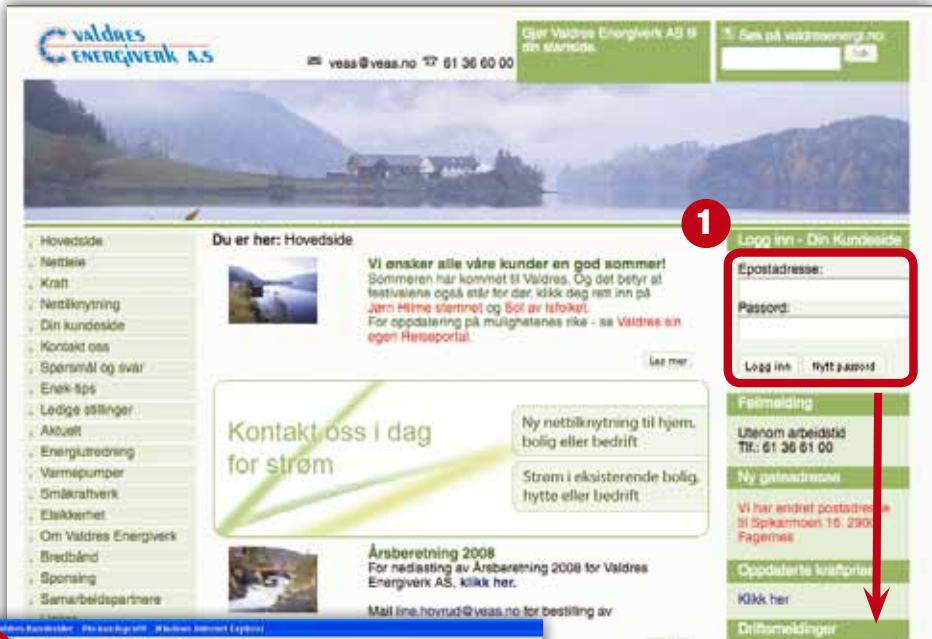 VALDRES
ENERGIVERK A.S
veas@veas.no 61 36 60 00
Gjør Valdres Energiverk AS til
din startside.
Søk på valdresenergi.no:
Søk
1
Hovedside
Nettleie
Kraft
Nettilknytning
Din kundeside
Kontakt oss
Spørsmål og svar
Enøk-tips
Ledige stillinger
Aktuelt
Energiutredning
Varmepumper
Småkraftverk
Elsikkerhet
Om Valdres Energiverk
Bredbånd
Sponsing
Samarbeidspartnere
Du er her: Hovedside
Vi ønsker alle våre kunder en god sommer!
Sommeren har kommet til Valdres. Og det betyr at
festivalene også står for dør, klikk deg rett inn på
Jørn Hilme stemnet og Sol av Isfolket.
For oppdatering på mulighetenes rike - se Valdres sin
egen Reiseportal.
Les mer
Kontakt oss i dag
for strøm
Ny nettilknytning til hjem,
bolig eller bedrift
Strøm i eksisterende bolig,
hytte eller bedrift
Årsberetning 2008
For nedlasting av Årsberetning 2008 for Valdres
Energiverk AS, klikk her.
Mail line.hovrud@veas.no for bestilling av
Logg inn - Din Kundeside
Epostadresse:
Passord:
Logg inn Nytt passord
Feilmelding
Utenom arbeidstid
Tlf.: 61 36 61 00
Ny gateadresse
Vi har endret postadresse
til Spikarmoen 16, 2900
Fagernes
Oppdaterte kraftpriser
Klikk her
Driftsmeldinger
Windows Internet Explorer